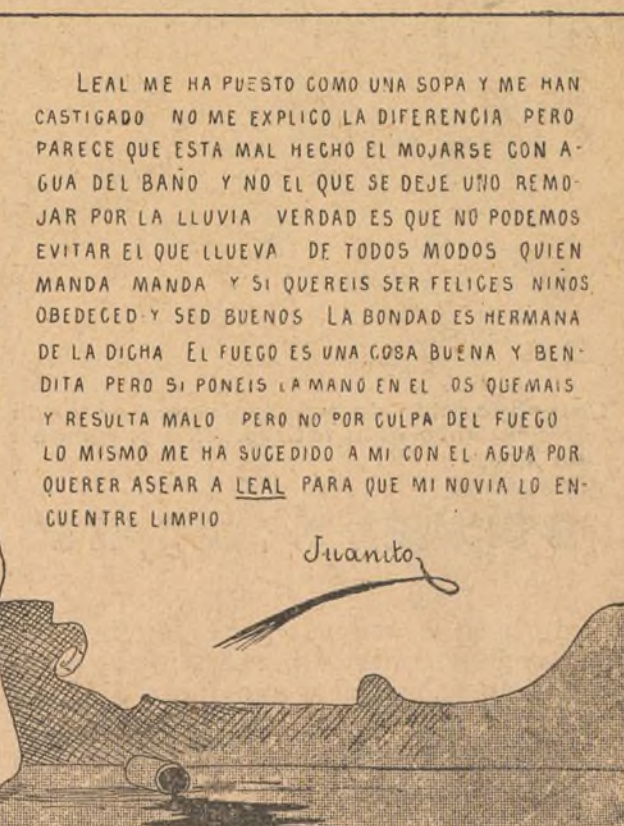 LEAL ME HA PUESTO COMO UNA SOPA Y ME HAN
CASTIGADO NO ME EXPLICO LA DIFERENCIA PERO
PARECE QUE ESTA MAL HECHO EL MOJARSE CON A-
GUA DEL BAÑO Y NO EL QUE SE DEJE UNO REMO-
JAR POR LA LLUVIA VERDAD ES QUE NO PODEMOS
EVITAR EL QUE LLUEVA DE TODOS MODOS QUIEN
MANDA MANDA Y SI QUEREIS SER FELICES NIÑOS
OBEDECED Y SED BUENOS LA BONDAD ES HERMANA
DE LA DICHA EL FUEGO ES UNA COSA BUENA Y BEN-
DITA PERO SI PONEIS LA MANO EN EL OS QUEMAIS
Y RESULTA MALO PERO NO POR CULPA DEL FUEGO
LO MISMO ME HA SUCEDIDO A MI CON EL AGUA POR
QUERER ASEAR A LEAL PARA QUE MI NOVIA LO EN-
CUENTRE LIMPIO
Juanito